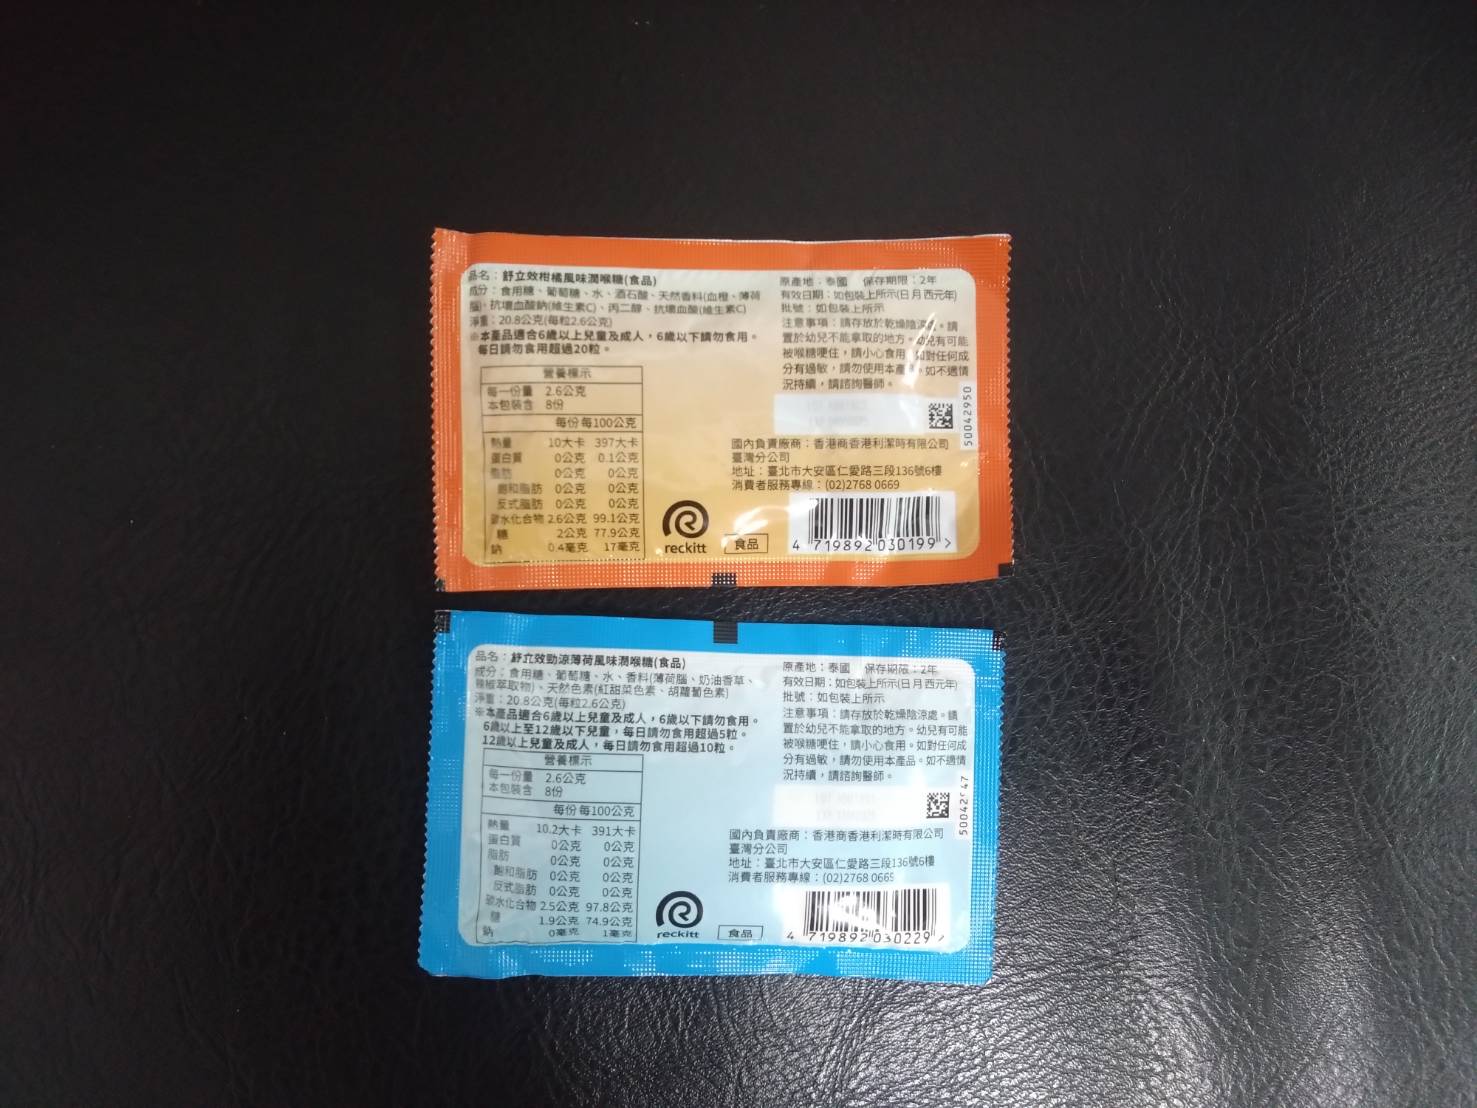 品名：舒立效柑橘風味潤喉糖(食品)
成分：食用糖、葡萄糖、水、酒石酸、天然香料(血橙、薄荷
腦)、抗壞血酸鈉(維生素C)、丙二醇、抗壞血酸(維生素C)
淨重：20.8公克(每粒2.6公克)
※本產品適合6歲以上兒童及成人，6歲以下請勿食用。
每日請勿食用超過20粒。
營養標示
每一份量 2.6公克
本包裝含 8份
每份 每100公克
熱量 10大卡 397大卡
蛋白質 0公克 0.1公克
脂肪 0公克 0公克
飽和脂肪 0公克 0公克
反式脂肪 0公克 0公克
碳水化合物 2.6公克 99.1公克
糖 2公克 77.9公克
鈉 0.4毫克 17毫克
原產地：泰國 保存期限：2年
有效日期：如包裝上所示(日 月 西元年)
批號：如包裝上所示
注意事項：請存放於乾燥陰涼處。請
置於幼兒不能拿取的地方。幼兒有可能
被喉糖哽住，請小心食用。如對任何成
分有過敏，請勿使用本產品。如不適情
況持續，請諮詢醫師。
50042950
國內負責廠商：香港商香港利潔時有限公司
臺灣分公司
地址：臺北市大安區仁愛路三段136號6樓
消費者服務專線：(02)2768 0669
reckitt
食品
4 719892 030199 >
品名：舒立效勁涼薄荷風味潤喉糖(食品)
成分：食用糖、葡萄糖、水、香料(薄荷腦、奶油香草、
辣椒萃取物)、天然色素(紅甜菜色素、胡蘿蔔色素)
淨重：20.8公克(每粒2.6公克)
※本產品適合6歲以上兒童及成人，6歲以下請勿食用。
6歲以上至12歲以下兒童，每日請勿食用超過5粒。
12歲以上兒童及成人，每日請勿食用超過10粒。
營養標示
每一份量 2.6公克
本包裝含 8份
每份 每100公克
熱量 10.2大卡 391大卡
蛋白質 0公克 0公克
脂肪 0公克 0公克
飽和脂肪 0公克 0公克
反式脂肪 0公克 0公克
碳水化合物 2.5公克 97.8公克
糖 1.9公克 74.9公克
鈉 0毫克 1毫克
原產地：泰國 保存期限：2年
有效日期：如包裝上所示(日 月 西元年)
批號：如包裝上所示
注意事項：請存放於乾燥陰涼處。請
置於幼兒不能拿取的地方。幼兒有可能
被喉糖哽住，請小心食用。如對任何成
分有過敏，請勿使用本產品。如不適情
況持續，請諮詢醫師。
國內負責廠商：香港商香港利潔時有限公司
臺灣分公司
地址：臺北市大安區仁愛路三段136號6樓
消費者服務專線：(02)2768 0669
reckitt
食品
4 719892 030229 >